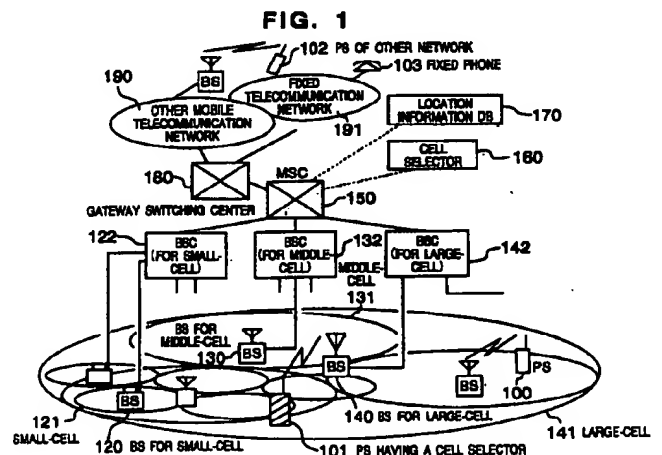 FIG. 1
102 PS OF OTHER NETWORK
103 FIXED PHONE
190
BS
FIXED
TELECOMMUNICATION
NETWORK
191
OTHER MOBILE
TELECOMMUNICATION
NETWORK
LOCATION
INFORMATION DB
170
CELL
SELECTOR
160
180
MSC
150
GATEWAY SWITCHING CENTER
122
BSC
(FOR SMALL-
CELL)
BSC
(FOR MIDDLE-
CELL)
132
BSC
(FOR LARGE-
CELL)
142
MIDDLE-
CELL
131
BS FOR
MIDDLE-CELL
130
BS
BS
BS
PS
100
121
SMALL-CELL
BS
120 BS FOR SMALL-CELL
140 BS FOR LARGE-CELL
141 LARGE-CELL
101 PS HAVING A CELL SELECTOR